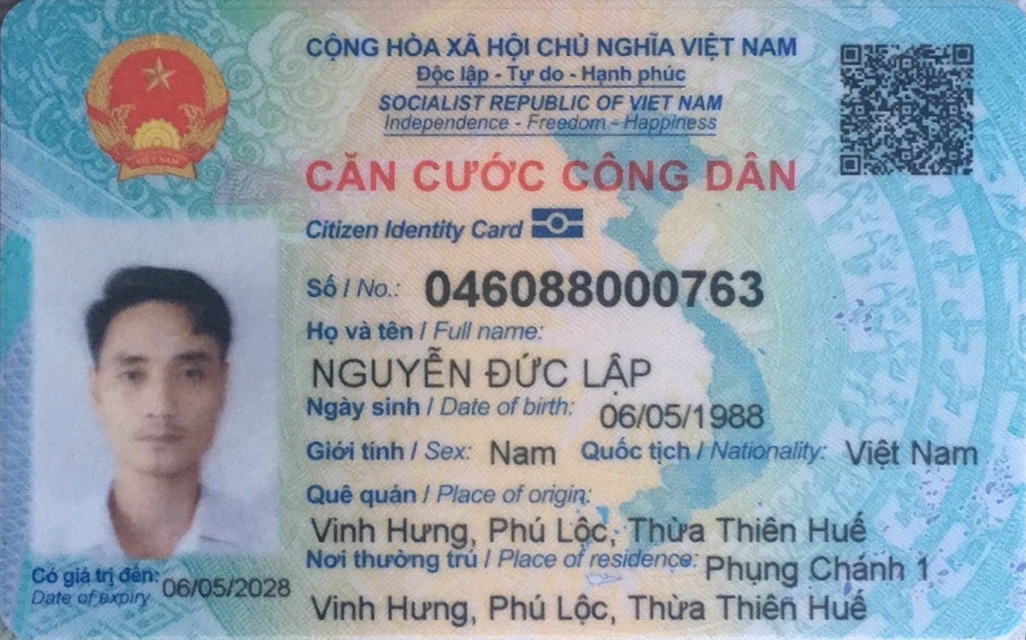 CỘNG HÒA XÃ HỘI CHỦ NGHĨA VIỆT NAM
Độc lập - Tự do - Hạnh phúc
SOCIALIST REPUBLIC OF VIET NAM
Independence - Freedom - Happiness
CĂN CƯỚC CÔNG DÂN
Citizen Identity Card
VIỆT NAM
Số / No.: 046088000763
Họ và tên / Full name:
NGUYỄN ĐỨC LẬP
Ngày sinh / Date of birth: 06/05/1988
Giới tính / Sex: Nam Quốc tịch / Nationality: Việt Nam
Quê quán / Place of origin:
Vinh Hưng, Phú Lộc, Thừa Thiên Huế
Nơi thường trú / Place of residence: Phụng Chánh 1
Vinh Hưng, Phú Lộc, Thừa Thiên Huế
Có giá trị đến: 06/05/2028
Date of expiry